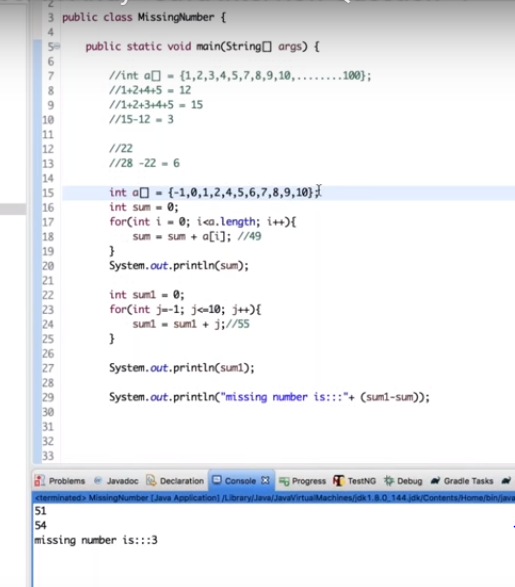 2
3 public class MissingNumber {
4
5 public static void main(String[] args) {
6
7 //int a[] = {1,2,3,4,5,7,8,9,10,........100};
8 //1+2+4+5 = 12
9 //1+2+3+4+5 = 15
10 //15-12 = 3
11
12 //22
13 //28 -22 = 6
14
15 int a[] = {-1,0,1,2,4,5,6,7,8,9,10};
16 int sum = 0;
17 for(int i = 0; i<a.length; i++){
18 sum = sum + a[i]; //49
19 }
20 System.out.println(sum);
21
22 int sum1 = 0;
23 for(int j=-1; j<=10; j++){
24 sum1 = sum1 + j;//55
25 }
26
27 System.out.println(sum1);
28
29 System.out.println("missing number is:::"+ (sum1-sum));
30
31
32
33
Problems Javadoc Declaration Console Progress TestNG Debug Gradle Tasks
<terminated> MissingNumber [Java Application] /Library/Java/JavaVirtualMachines/jdk1.8.0_144.jdk/Contents/Home/bin/java
51
54
missing number is:::3